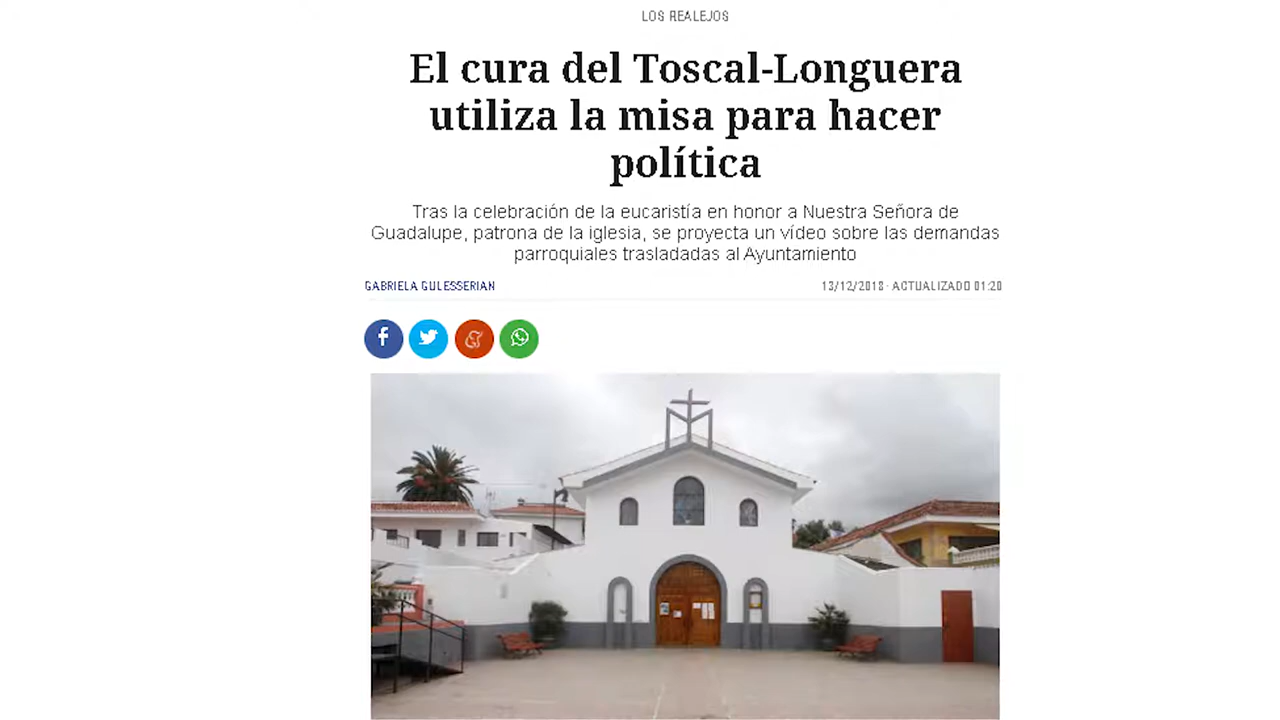 LOS REALEJOS
El cura del Toscal-Longuera
utiliza la misa para hacer
política
Tras la celebración de la eucaristía en honor a Nuestra Señora de
Guadalupe, patrona de la iglesia, se proyecta un vídeo sobre las demandas
parroquiales trasladadas al Ayuntamiento
GABRIELA GULESSERIAN
13/12/2018 · ACTUALIZADO 01:20